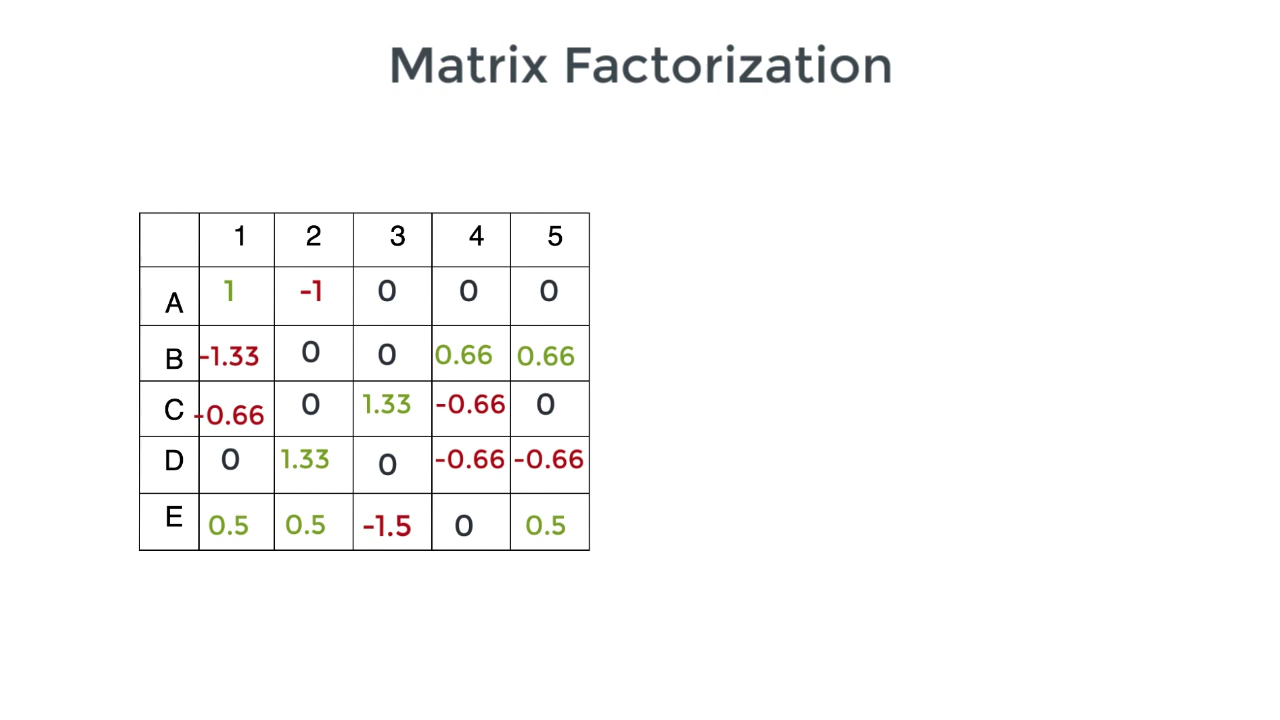 Matrix Factorization
1 2 3 4 5
A 1 -1 0 0 0
B -1.33 0 0 0.66 0.66
C -0.66 0 1.33 -0.66 0
D 0 1.33 0 -0.66 -0.66
E 0.5 0.5 -1.5 0 0.5